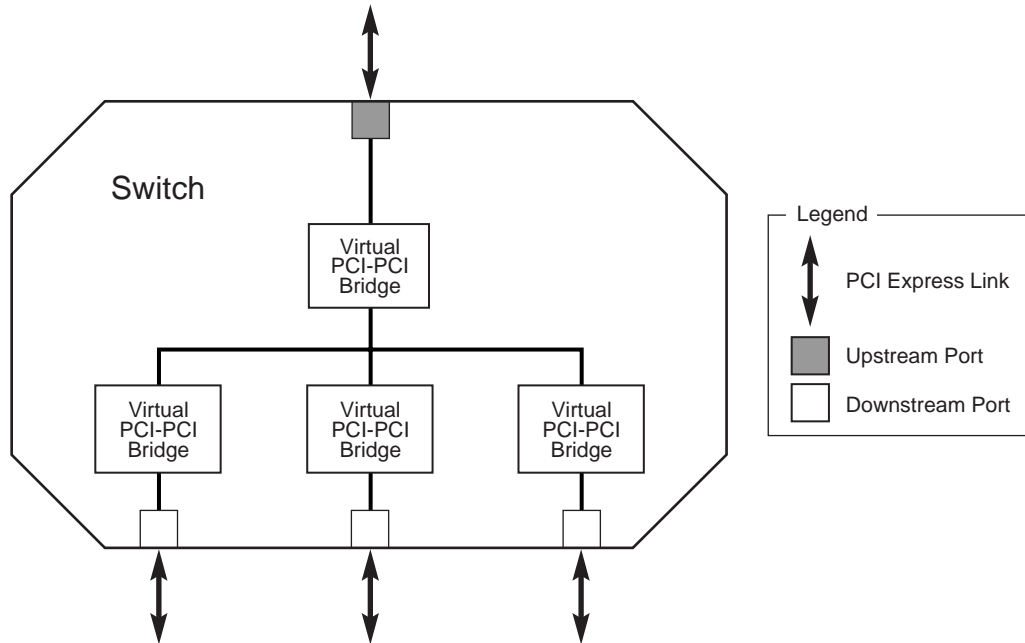 Switch
Virtual
PCI-PCI
Bridge
Virtual
PCI-PCI
Bridge
Virtual
PCI-PCI
Bridge
Virtual
PCI-PCI
Bridge
Legend
PCI Express Link
Upstream Port
Downstream Port